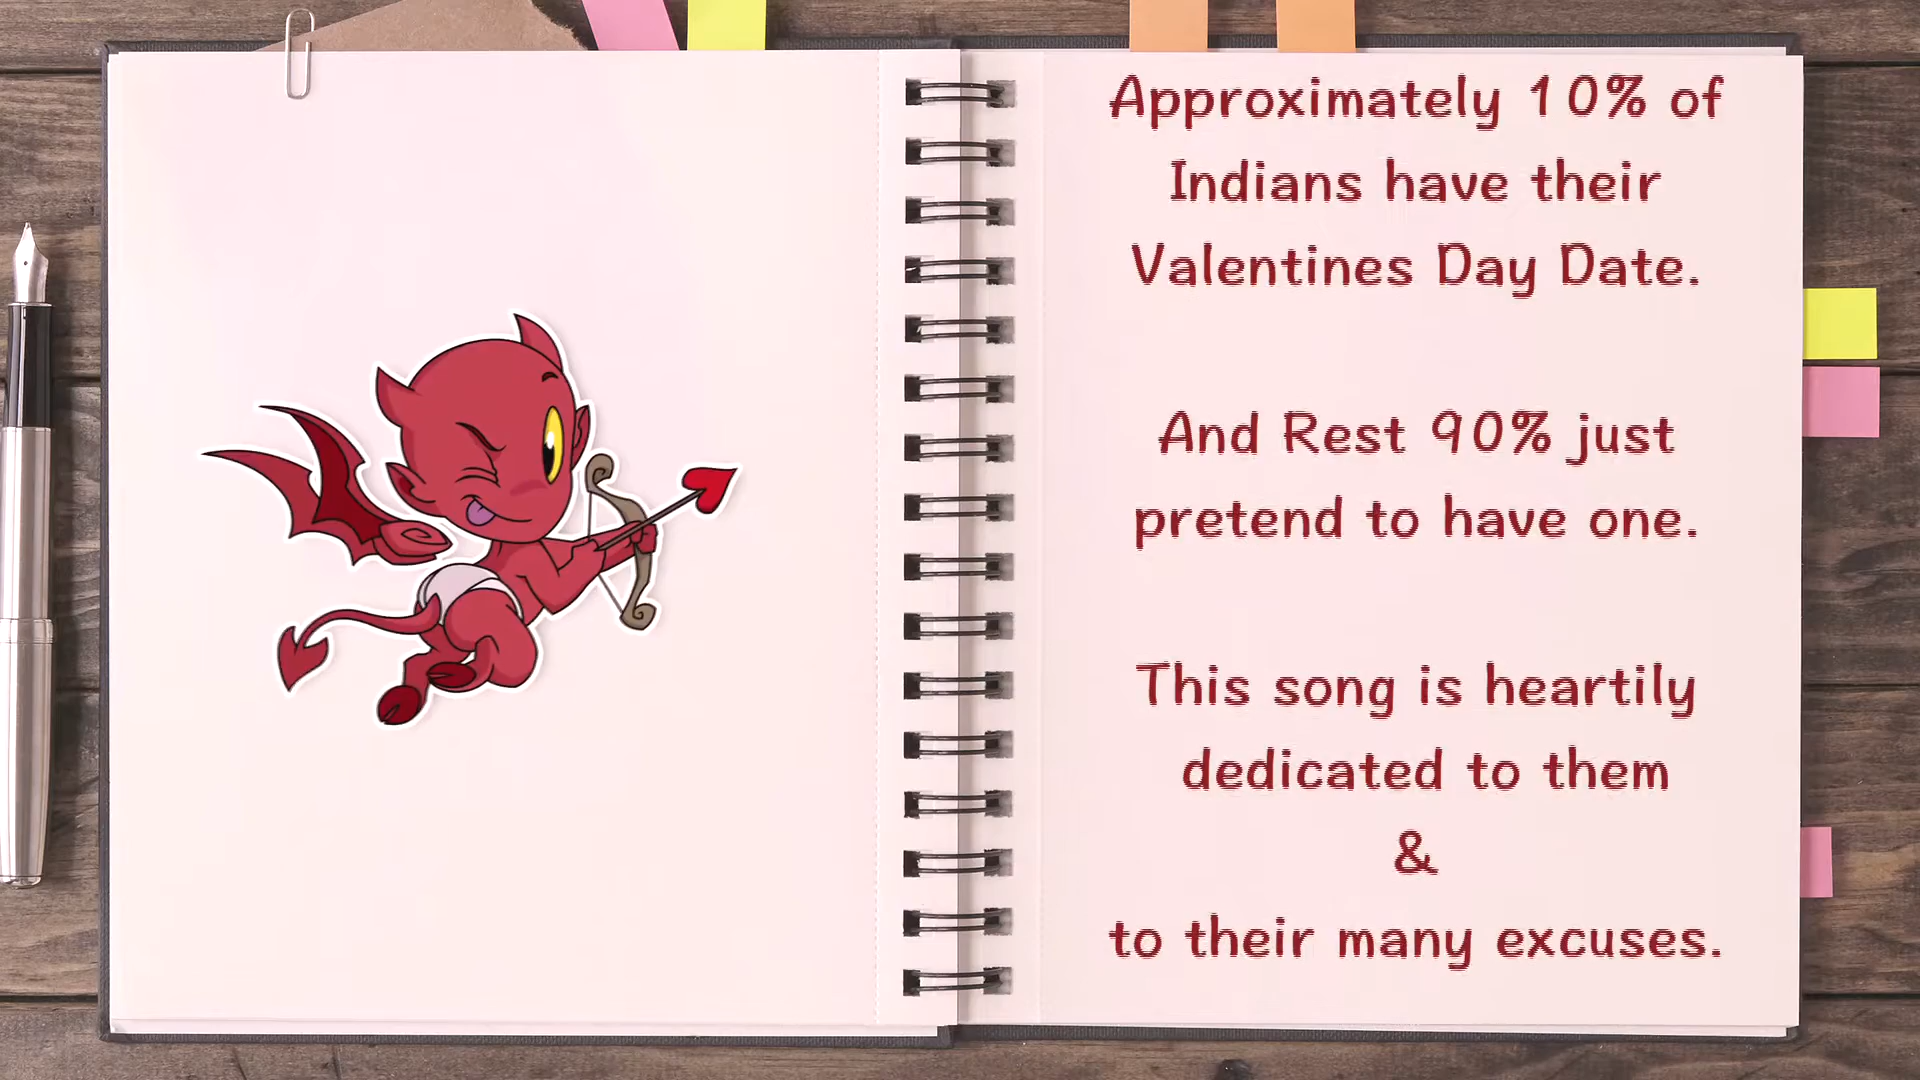 Approximately 10% of
Indians have their
Valentines Day Date.
And Rest 90% just
pretend to have one.
This song is heartily
dedicated to them
&
to their many excuses.